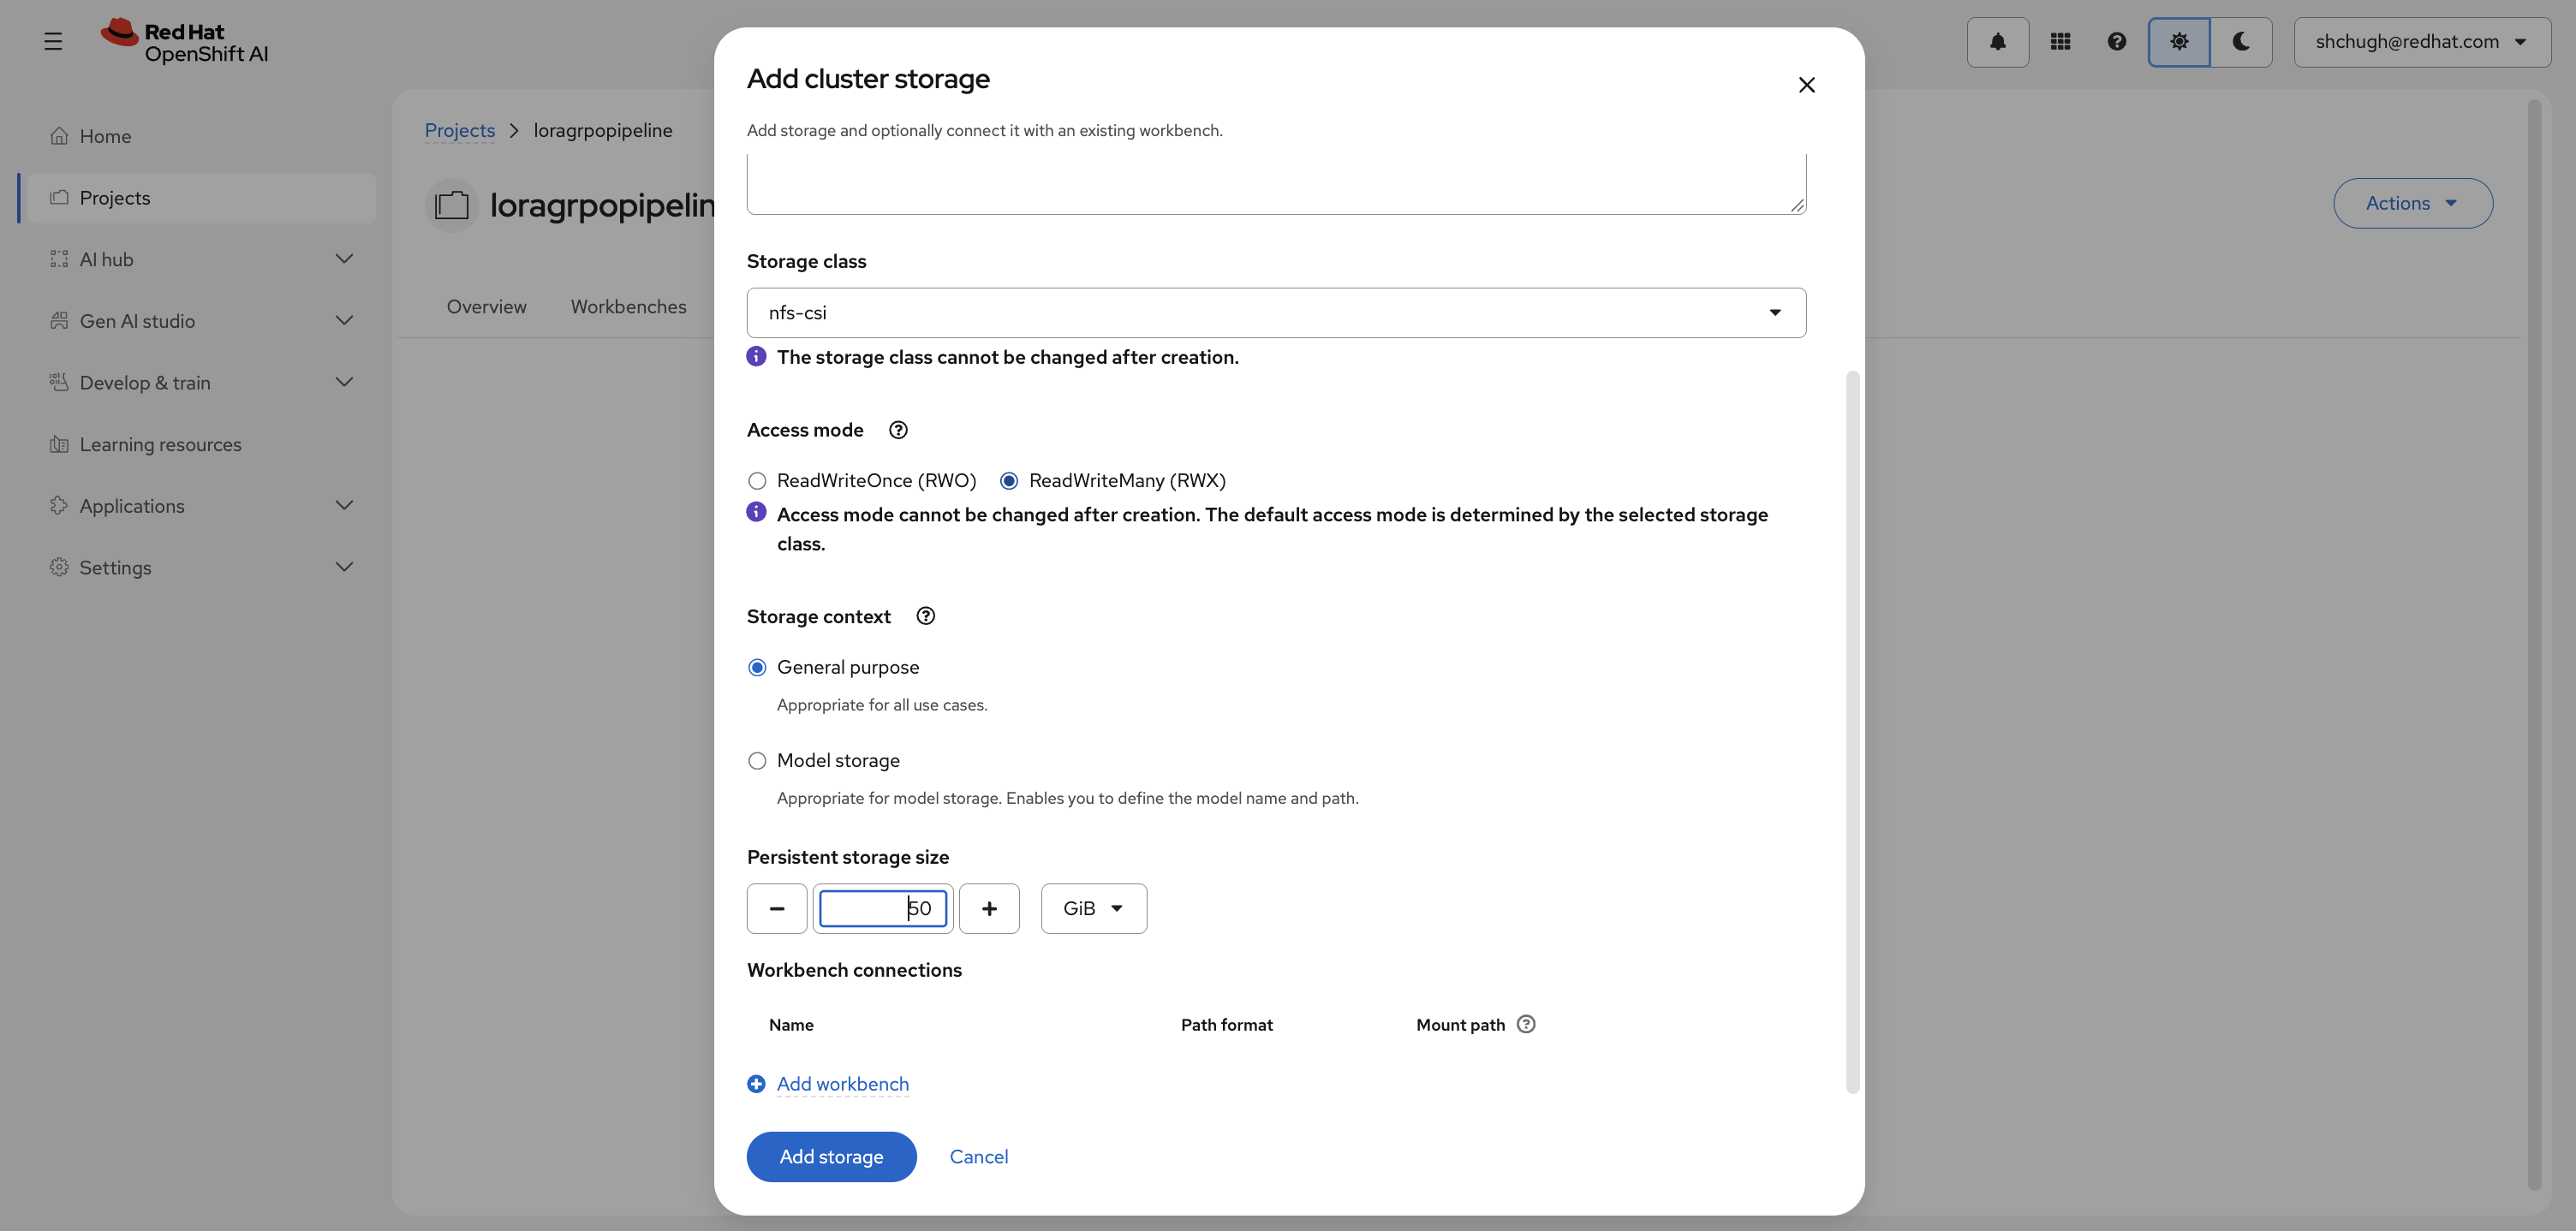 Red Hat
OpenShift AI
shchugh@redhat.com
Home
Projects
AI hub
Gen AI studio
Develop & train
Learning resources
Applications
Settings
Projects > loragrpopipeline
loragrpopipelin
Actions
Overview
Workbenches
Add cluster storage
Add storage and optionally connect it with an existing workbench.
Storage class
nfs-csi
The storage class cannot be changed after creation.
Access mode
ReadWriteOnce (RWO) ReadWriteMany (RWX)
Access mode cannot be changed after creation. The default access mode is determined by the selected storage
class.
Storage context
General purpose
Appropriate for all use cases.
Model storage
Appropriate for model storage. Enables you to define the model name and path.
Persistent storage size
50 GiB
Workbench connections
Name Path format Mount path
Add workbench
Add storage Cancel